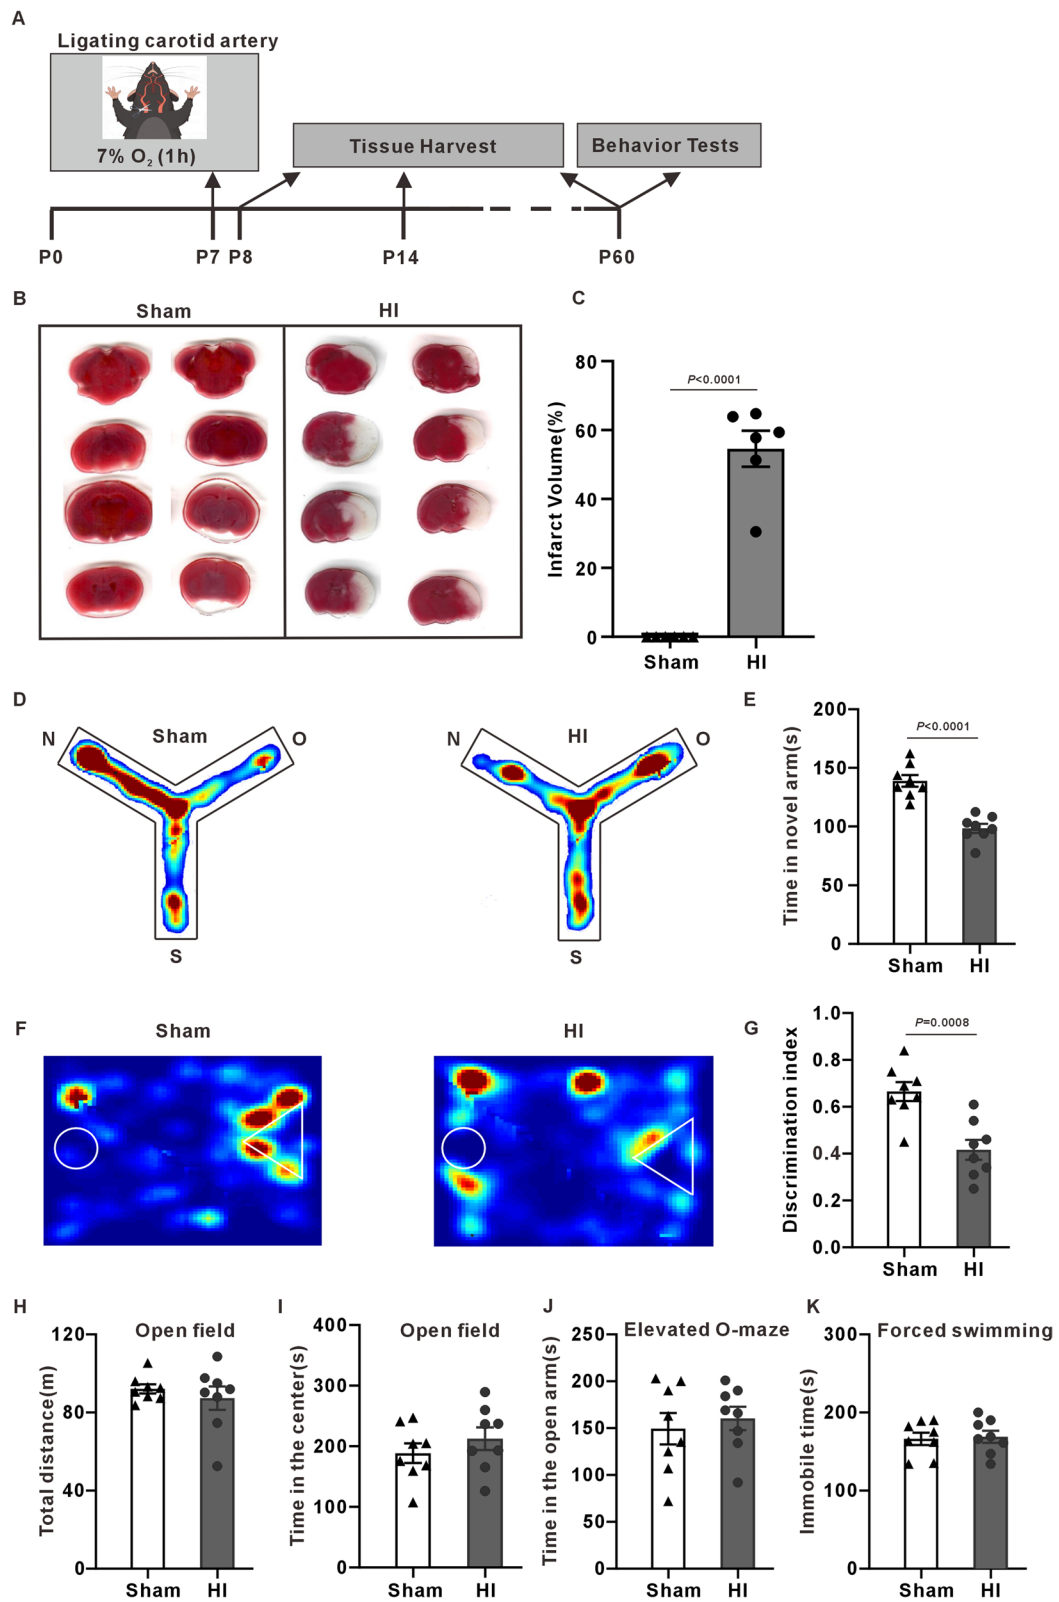 A
Ligating carotid artery
7% O2 (1h)
Tissue Harvest
Behavior Tests
P0
P7
P8
P14
P60
B
Sham
HI
C
Infarct Volume(%)
80
60
40
20
0
P<0.0001
Sham
HI
D
N
Sham
O
S
N
HI
O
S
E
Time in novel arm(s)
200
150
100
50
0
P<0.0001
Sham
HI
F
Sham
HI
G
Discrimination index
1.0
0.8
0.6
0.4
0.2
0.0
P=0.0008
Sham
HI
H
Open field
Total distance(m)
120
80
40
0
Sham
HI
I
Open field
Time in the center(s)
400
300
200
100
0
Sham
HI
J
Elevated O-maze
Time in the open arm(s)
250
200
150
100
50
0
Sham
HI
K
Forced swimming
Immobile time(s)
300
200
100
0
Sham
HI